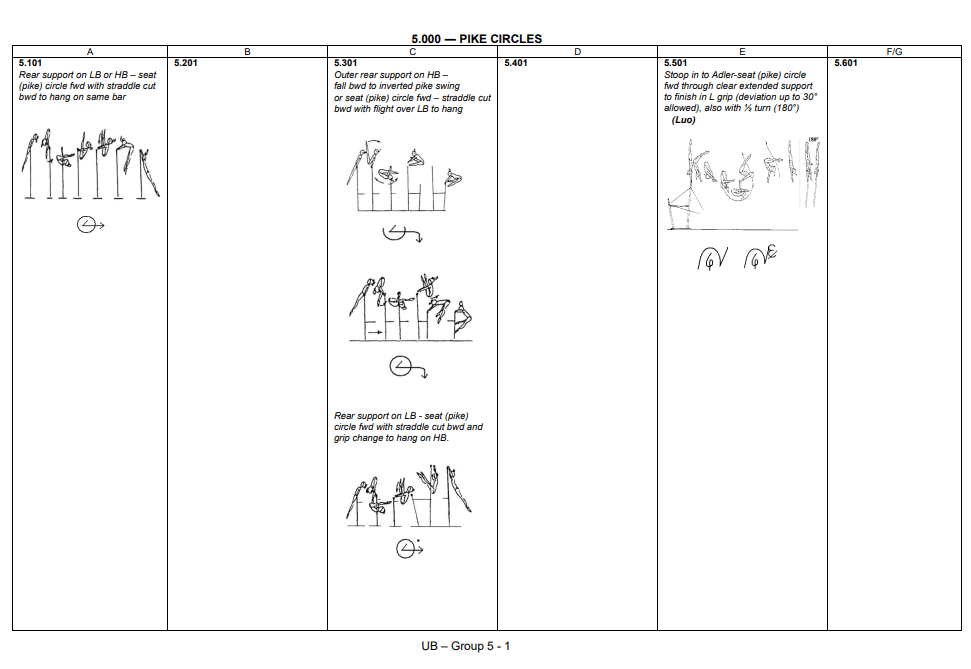 5.000 — PIKE CIRCLES
A B C D E F/G
5.101
Rear support on LB or HB – seat
(pike) circle fwd with straddle cut
bwd to hang on same bar
5.201
5.301
Outer rear support on HB –
fall bwd to inverted pike swing
or seat (pike) circle fwd – straddle cut
bwd with flight over LB to hang
Rear support on LB - seat (pike)
circle fwd with straddle cut bwd and
grip change to hang on HB.
5.401
5.501
Stoop in to Adler-seat (pike) circle
fwd through clear extended support
to finish in L grip (deviation up to 30°
allowed), also with ½ turn (180°)
(Luo)
180°
5.601
UB – Group 5 - 1